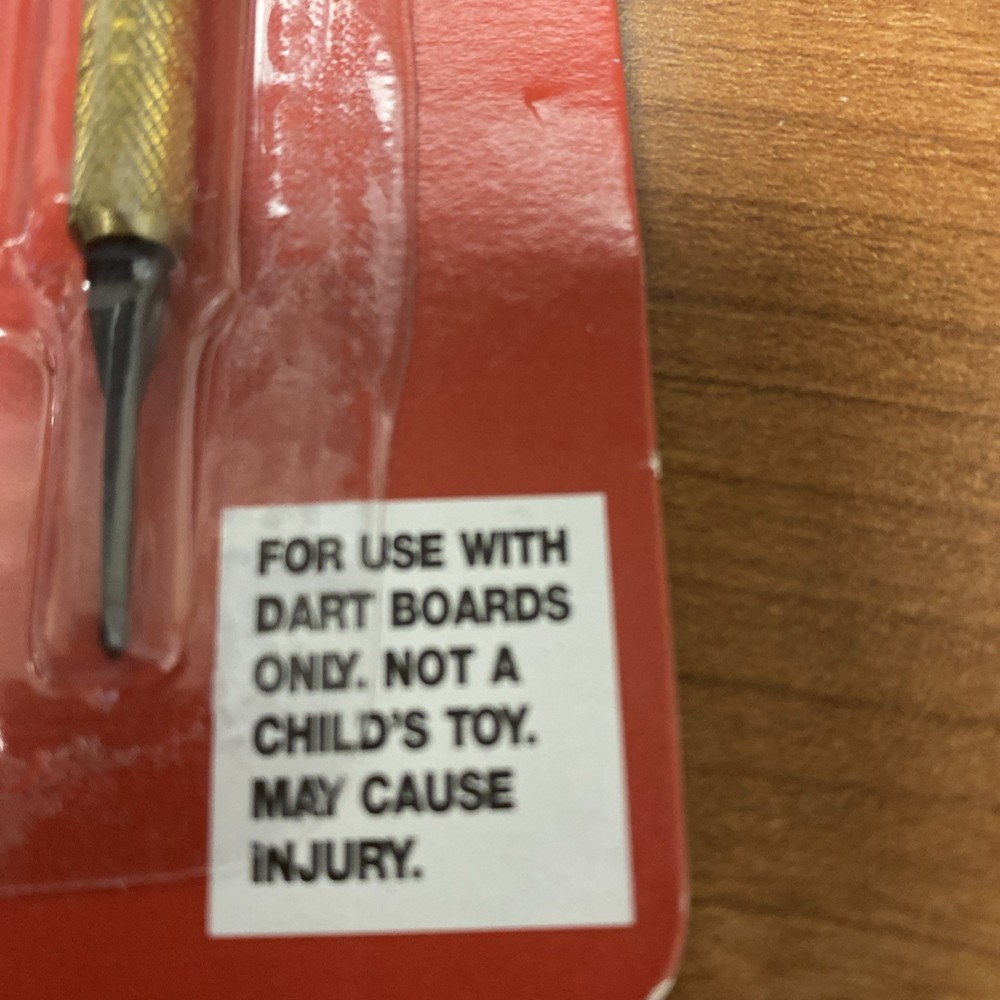 FOR USE WITH
DART BOARDS
ONLY. NOT A
CHILD'S TOY.
MAY CAUSE
INJURY.